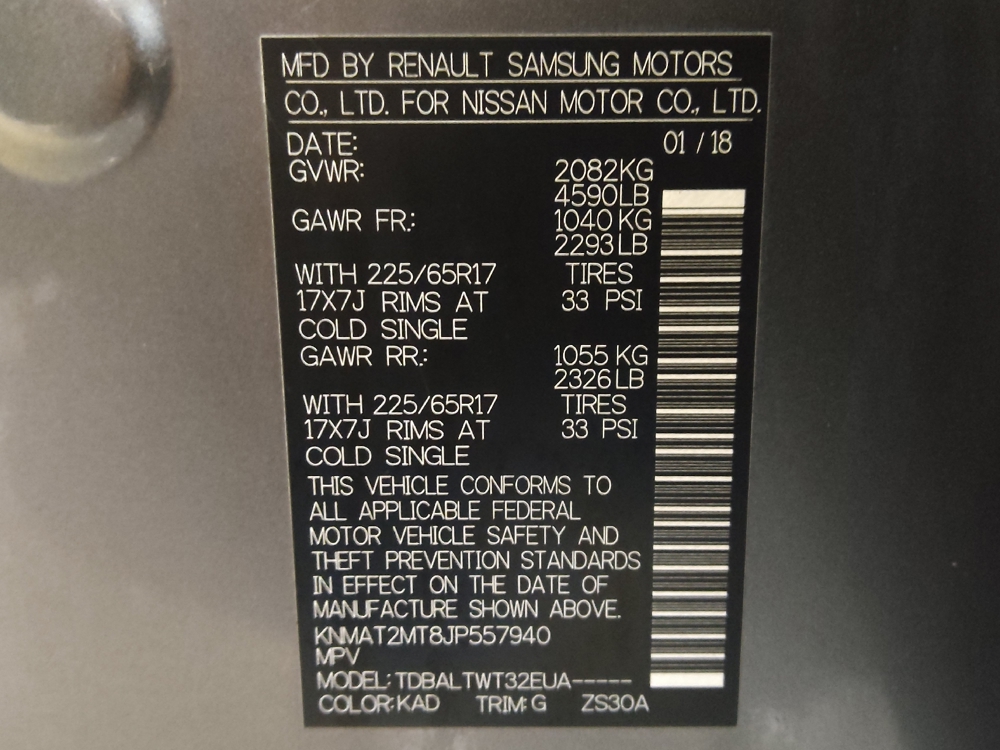 MFD BY RENAULT SAMSUNG MOTORS
CO., LTD. FOR NISSAN MOTOR CO., LTD.
DATE: 01 / 18
GVWR: 2082KG
4590LB
GAWR FR.: 1040 KG
2293 LB
WITH 225/65R17 TIRES
17X7J RIMS AT 33 PSI
COLD SINGLE
GAWR RR.: 1055 KG
2326 LB
WITH 225/65R17 TIRES
17X7J RIMS AT 33 PSI
COLD SINGLE
THIS VEHICLE CONFORMS TO
ALL APPLICABLE FEDERAL
MOTOR VEHICLE SAFETY AND
THEFT PREVENTION STANDARDS
IN EFFECT ON THE DATE OF
MANUFACTURE SHOWN ABOVE.
KNMAT2MT8JP557940
MPV
MODEL: TDBALTWT32EUA-----
COLOR: KAD TRIM: G ZS30A